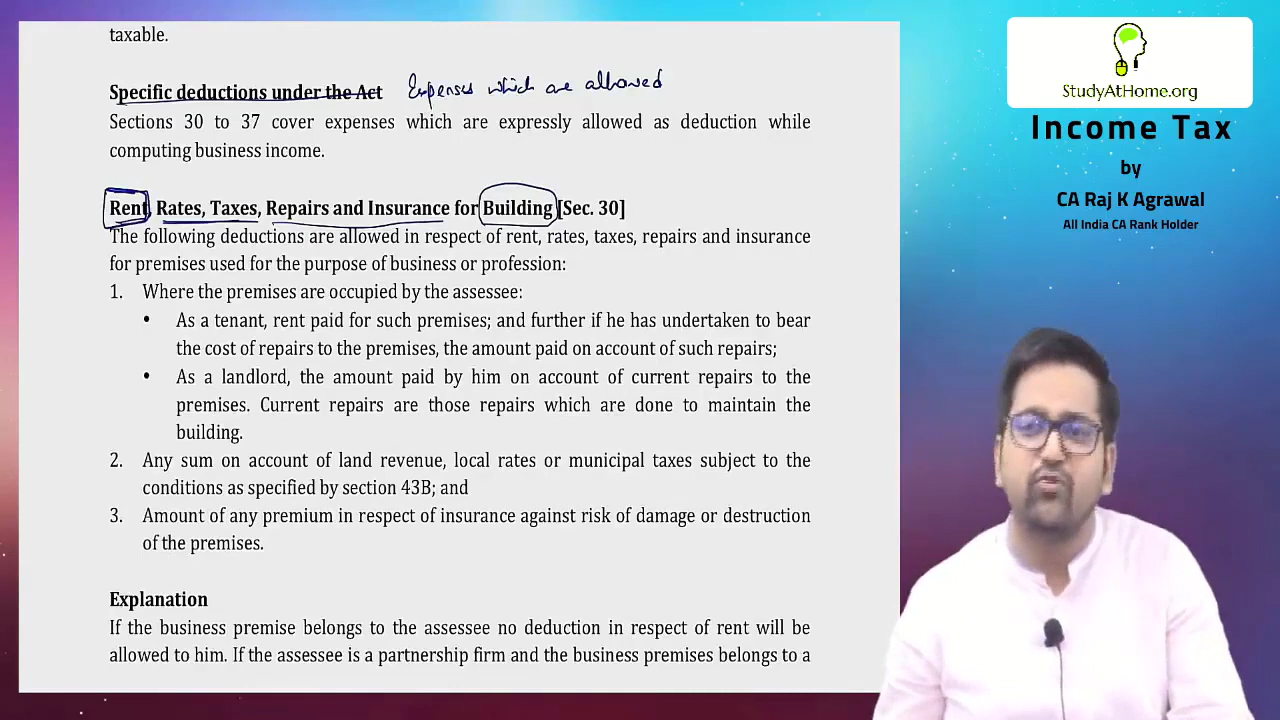 taxable.
Specific deductions under the Act Expenses which are allowed
Sections 30 to 37 cover expenses which are expressly allowed as deduction while
computing business income.
Rent, Rates, Taxes, Repairs and Insurance for Building [Sec. 30]
The following deductions are allowed in respect of rent, rates, taxes, repairs and insurance
for premises used for the purpose of business or profession:
1. Where the premises are occupied by the assessee:
• As a tenant, rent paid for such premises; and further if he has undertaken to bear
the cost of repairs to the premises, the amount paid on account of such repairs;
• As a landlord, the amount paid by him on account of current repairs to the
premises. Current repairs are those repairs which are done to maintain the
building.
2. Any sum on account of land revenue, local rates or municipal taxes subject to the
conditions as specified by section 43B; and
3. Amount of any premium in respect of insurance against risk of damage or destruction
of the premises.
Explanation
If the business premise belongs to the assessee no deduction in respect of rent will be
allowed to him. If the assessee is a partnership firm and the business premises belongs to a
StudyAtHome.org
Income Tax
by
CA Raj K Agrawal
All India CA Rank Holder